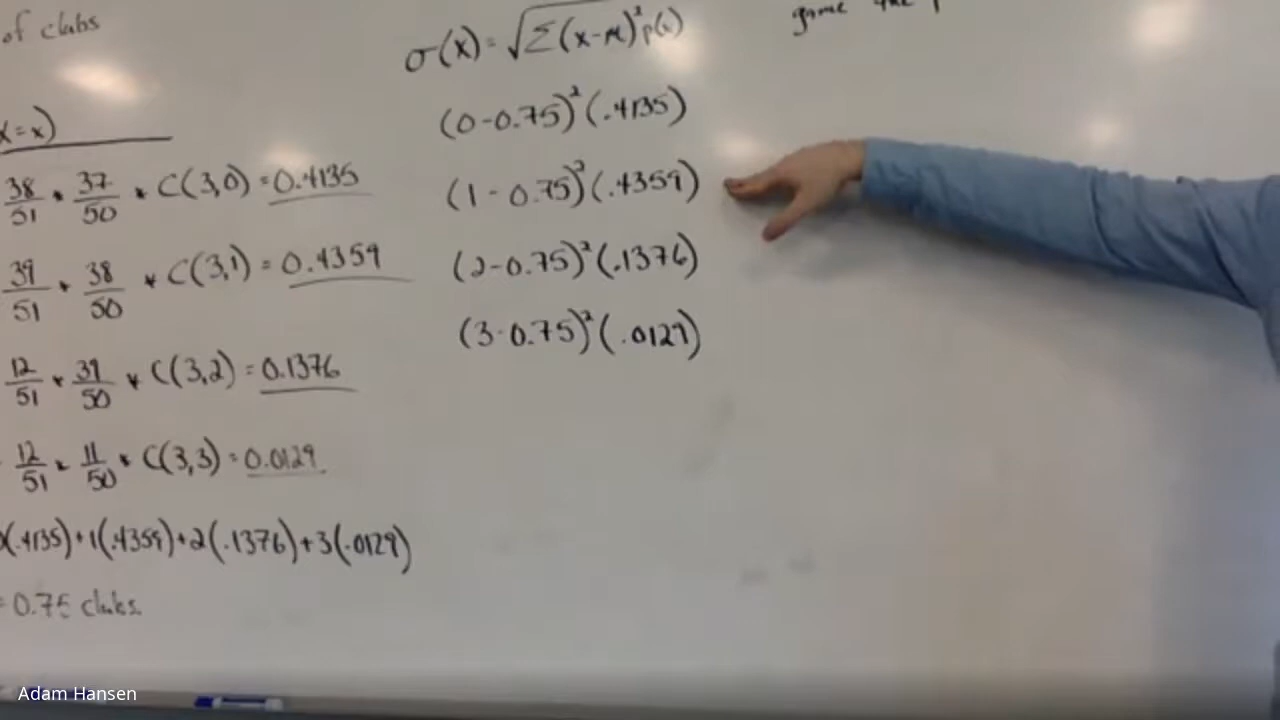 of clubs
x=x)
38/51 * 37/50 * C(3,0) = 0.4135
39/51 * 38/50 * C(3,1) = 0.4359
12/51 * 39/50 * C(3,2) = 0.1376
12/51 * 11/50 * C(3,3) = 0.0129
(.4135)+1(.4359)+2(.1376)+3(.0129)
= 0.75 clubs.
σ(x) = √Σ(x-μ)²p(x)
(0-0.75)²(.4135)
(1-0.75)²(.4359)
(2-0.75)²(.1376)
(3-0.75)²(.0129)
game the
Adam Hansen